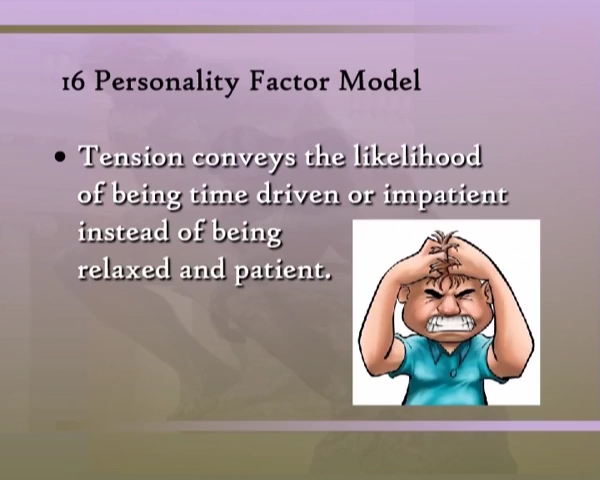 16 Personality Factor Model
• Tension conveys the likelihood
of being time driven or impatient
instead of being
relaxed and patient.